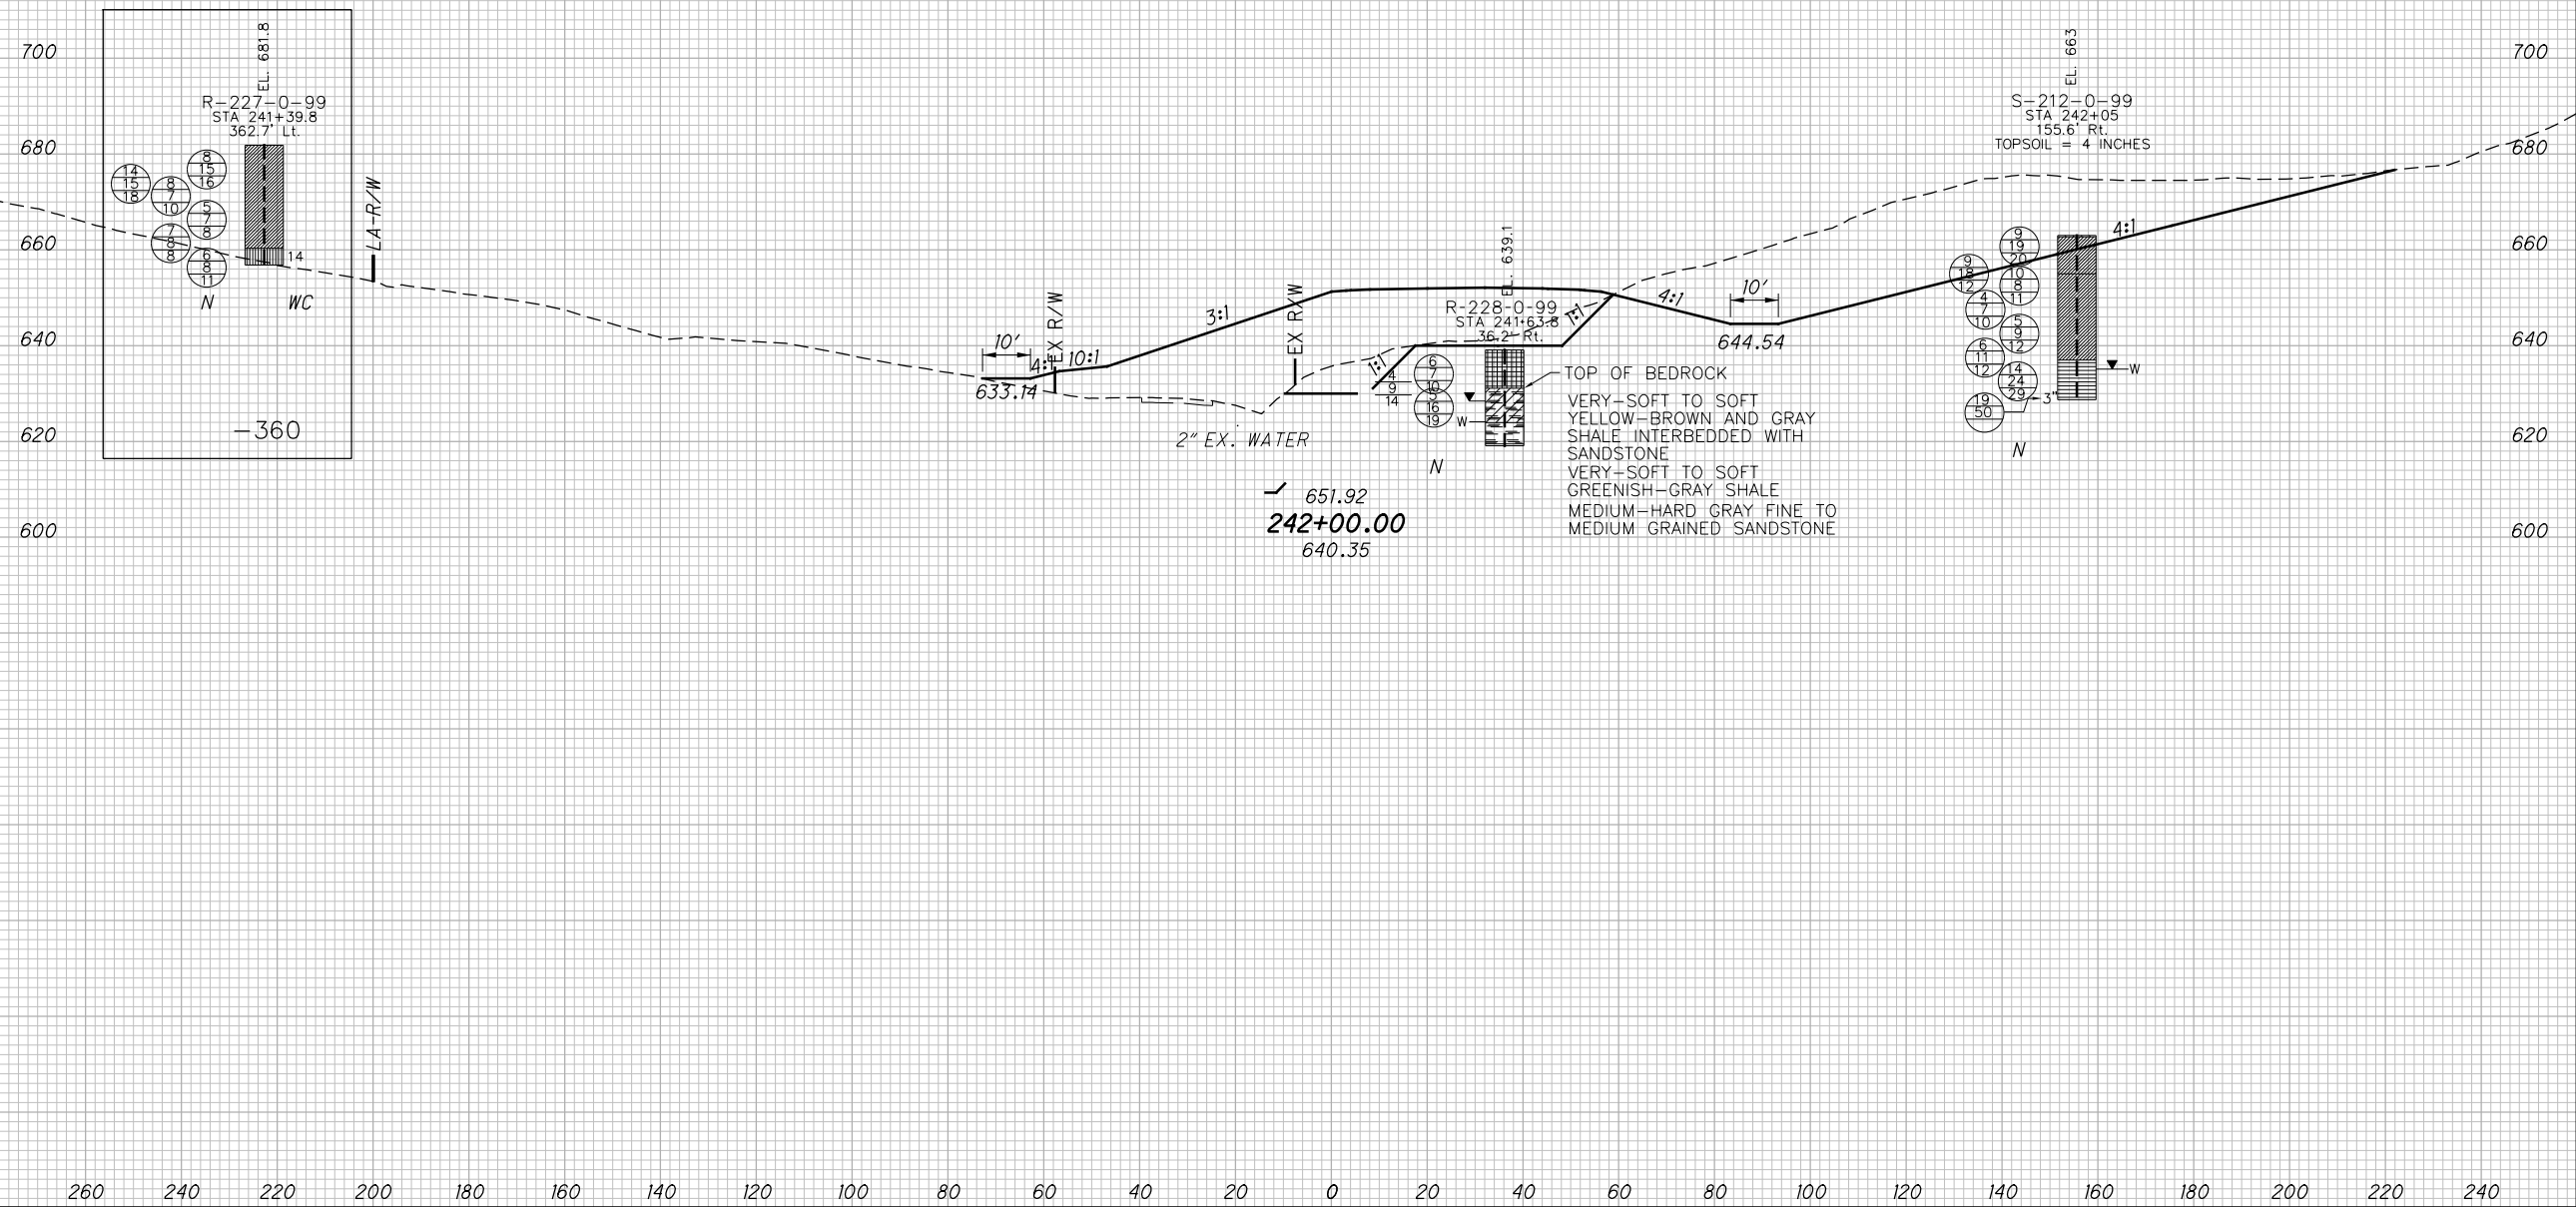 700
680
660
640
620
600
EL. 681.8
R-227-0-99
STA 241+39.8
362.7' Lt.
14
15
18
8
7
10
7
8
8
8
15
16
5
7
8
6
8
11
14
N
WC
-360
LA-R/W
10'
633.14
4:1
EX R/W
10:1
3:1
EX R/W
2" EX. WATER
651.92
242+00.00
640.35
1:1
4
9
14
6
7
10
16
19
N
W
EL. 639.1
R-228-0-99
STA 241+63.8
36.2' Rt.
1:1
TOP OF BEDROCK
VERY-SOFT TO SOFT
YELLOW-BROWN AND GRAY
SHALE INTERBEDDED WITH
SANDSTONE
VERY-SOFT TO SOFT
GREENISH-GRAY SHALE
MEDIUM-HARD GRAY FINE TO
MEDIUM GRAINED SANDSTONE
4:1
10'
644.54
EL. 663
S-212-0-99
STA 242+05
155.6' Rt.
TOPSOIL = 4 INCHES
9
18
12
4
7
10
6
11
12
19
50
9
19
20
10
8
11
5
9
12
14
24
29
3"
N
W
4:1
700
680
660
640
620
600
260 240 220 200 180 160 140 120 100 80 60 40 20 0 20 40 60 80 100 120 140 160 180 200 220 240